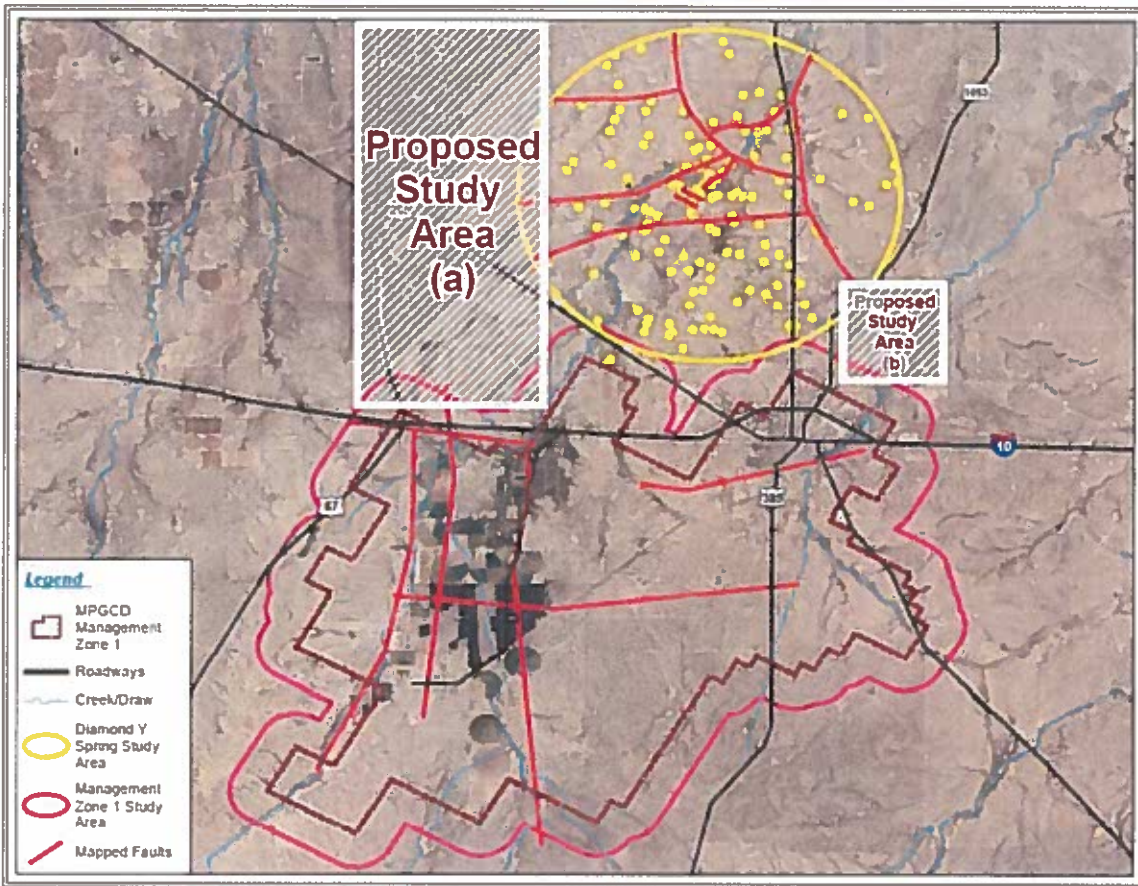 Proposed
Study
Area
(a)
1053
Proposed
Study
Area
(b)
10
67
385
Legend
MPGCD
Management
Zone 1
Roadways
Creek/Draw
Diamond Y
Spring Study
Area
Management
Zone 1 Study
Area
Mapped Faults